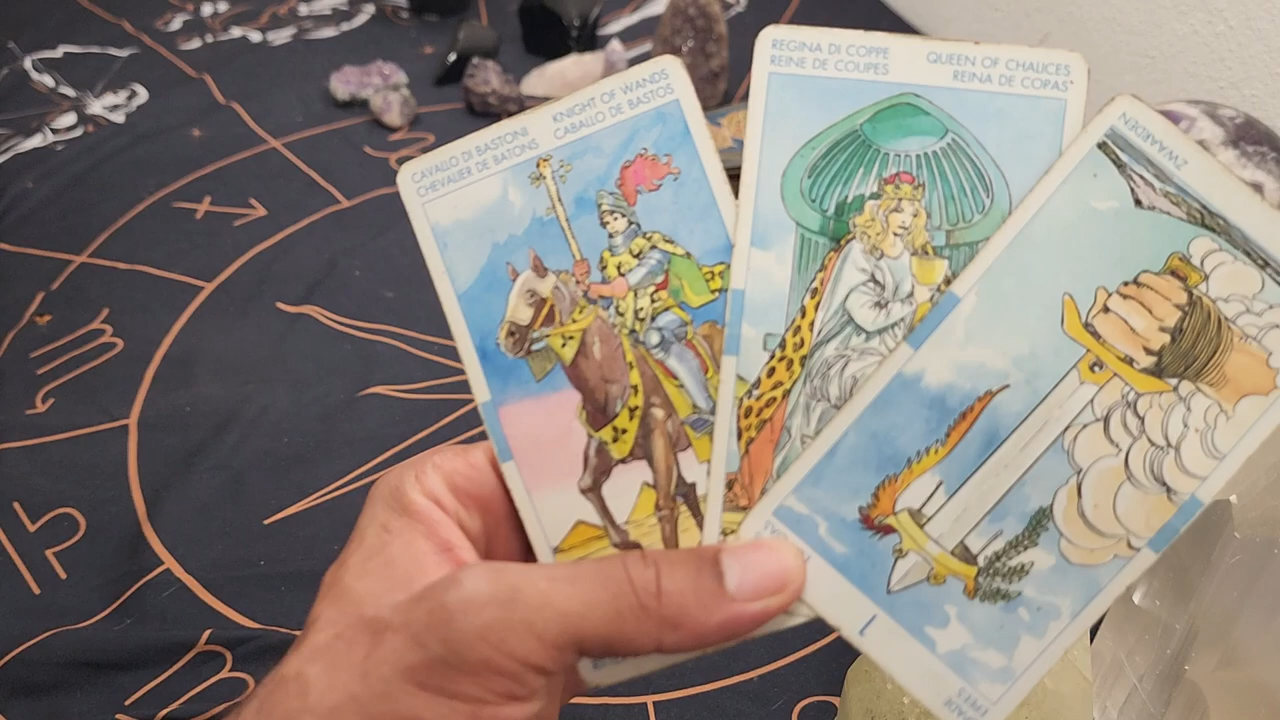 CAVALLO DI BASTONI
CHEVALIER DE BATONS
KNIGHT OF WANDS
CABALLO DE BASTOS
REGINA DI COPPE
REINE DE COUPES
QUEEN OF CHALICES
REINA DE COPAS
ZWAARDEN
1